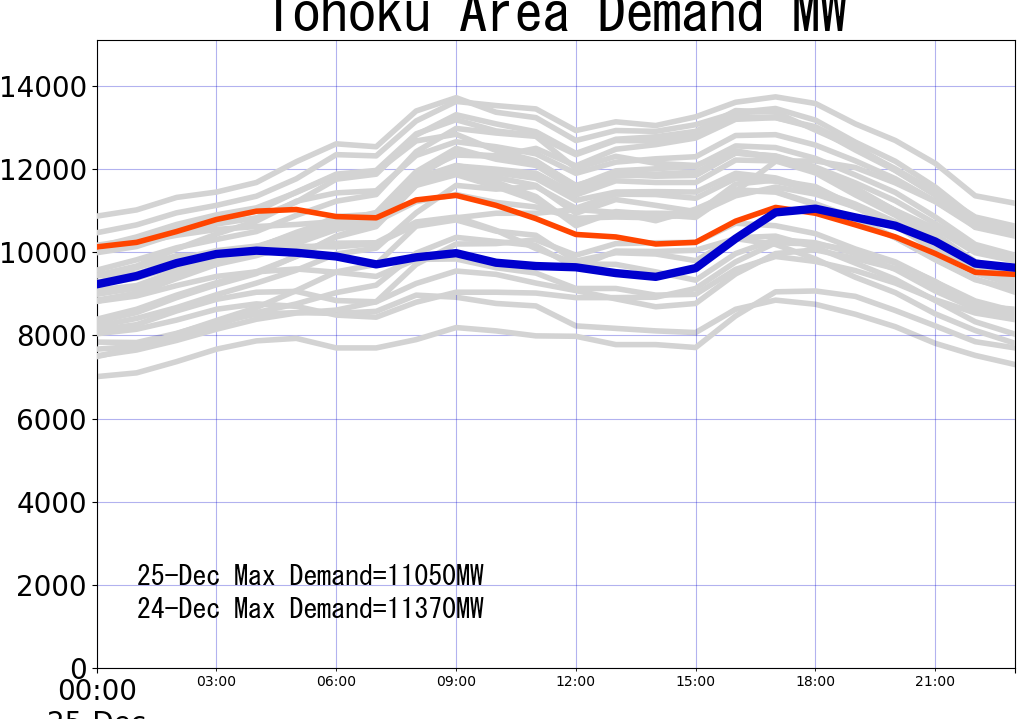 Tohoku Area Demand MW
14000
12000
10000
8000
6000
4000
2000
0
25-Dec Max Demand=11050MW
24-Dec Max Demand=11370MW
00:00 03:00 06:00 09:00 12:00 15:00 18:00 21:00
25 Dec